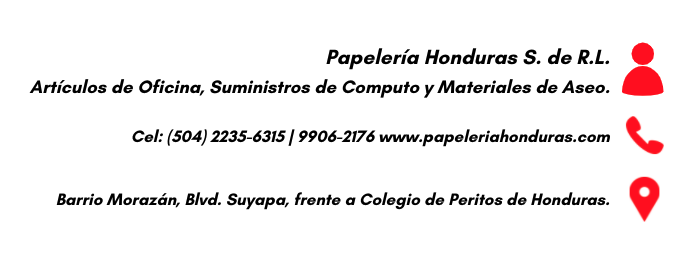 Papelería Honduras S. de R.L.
Artículos de Oficina, Suministros de Computo y Materiales de Aseo.
Cel: (504) 2235-6315 | 9906-2176 www.papeleriahonduras.com
Barrio Morazán, Blvd. Suyapa, frente a Colegio de Peritos de Honduras.